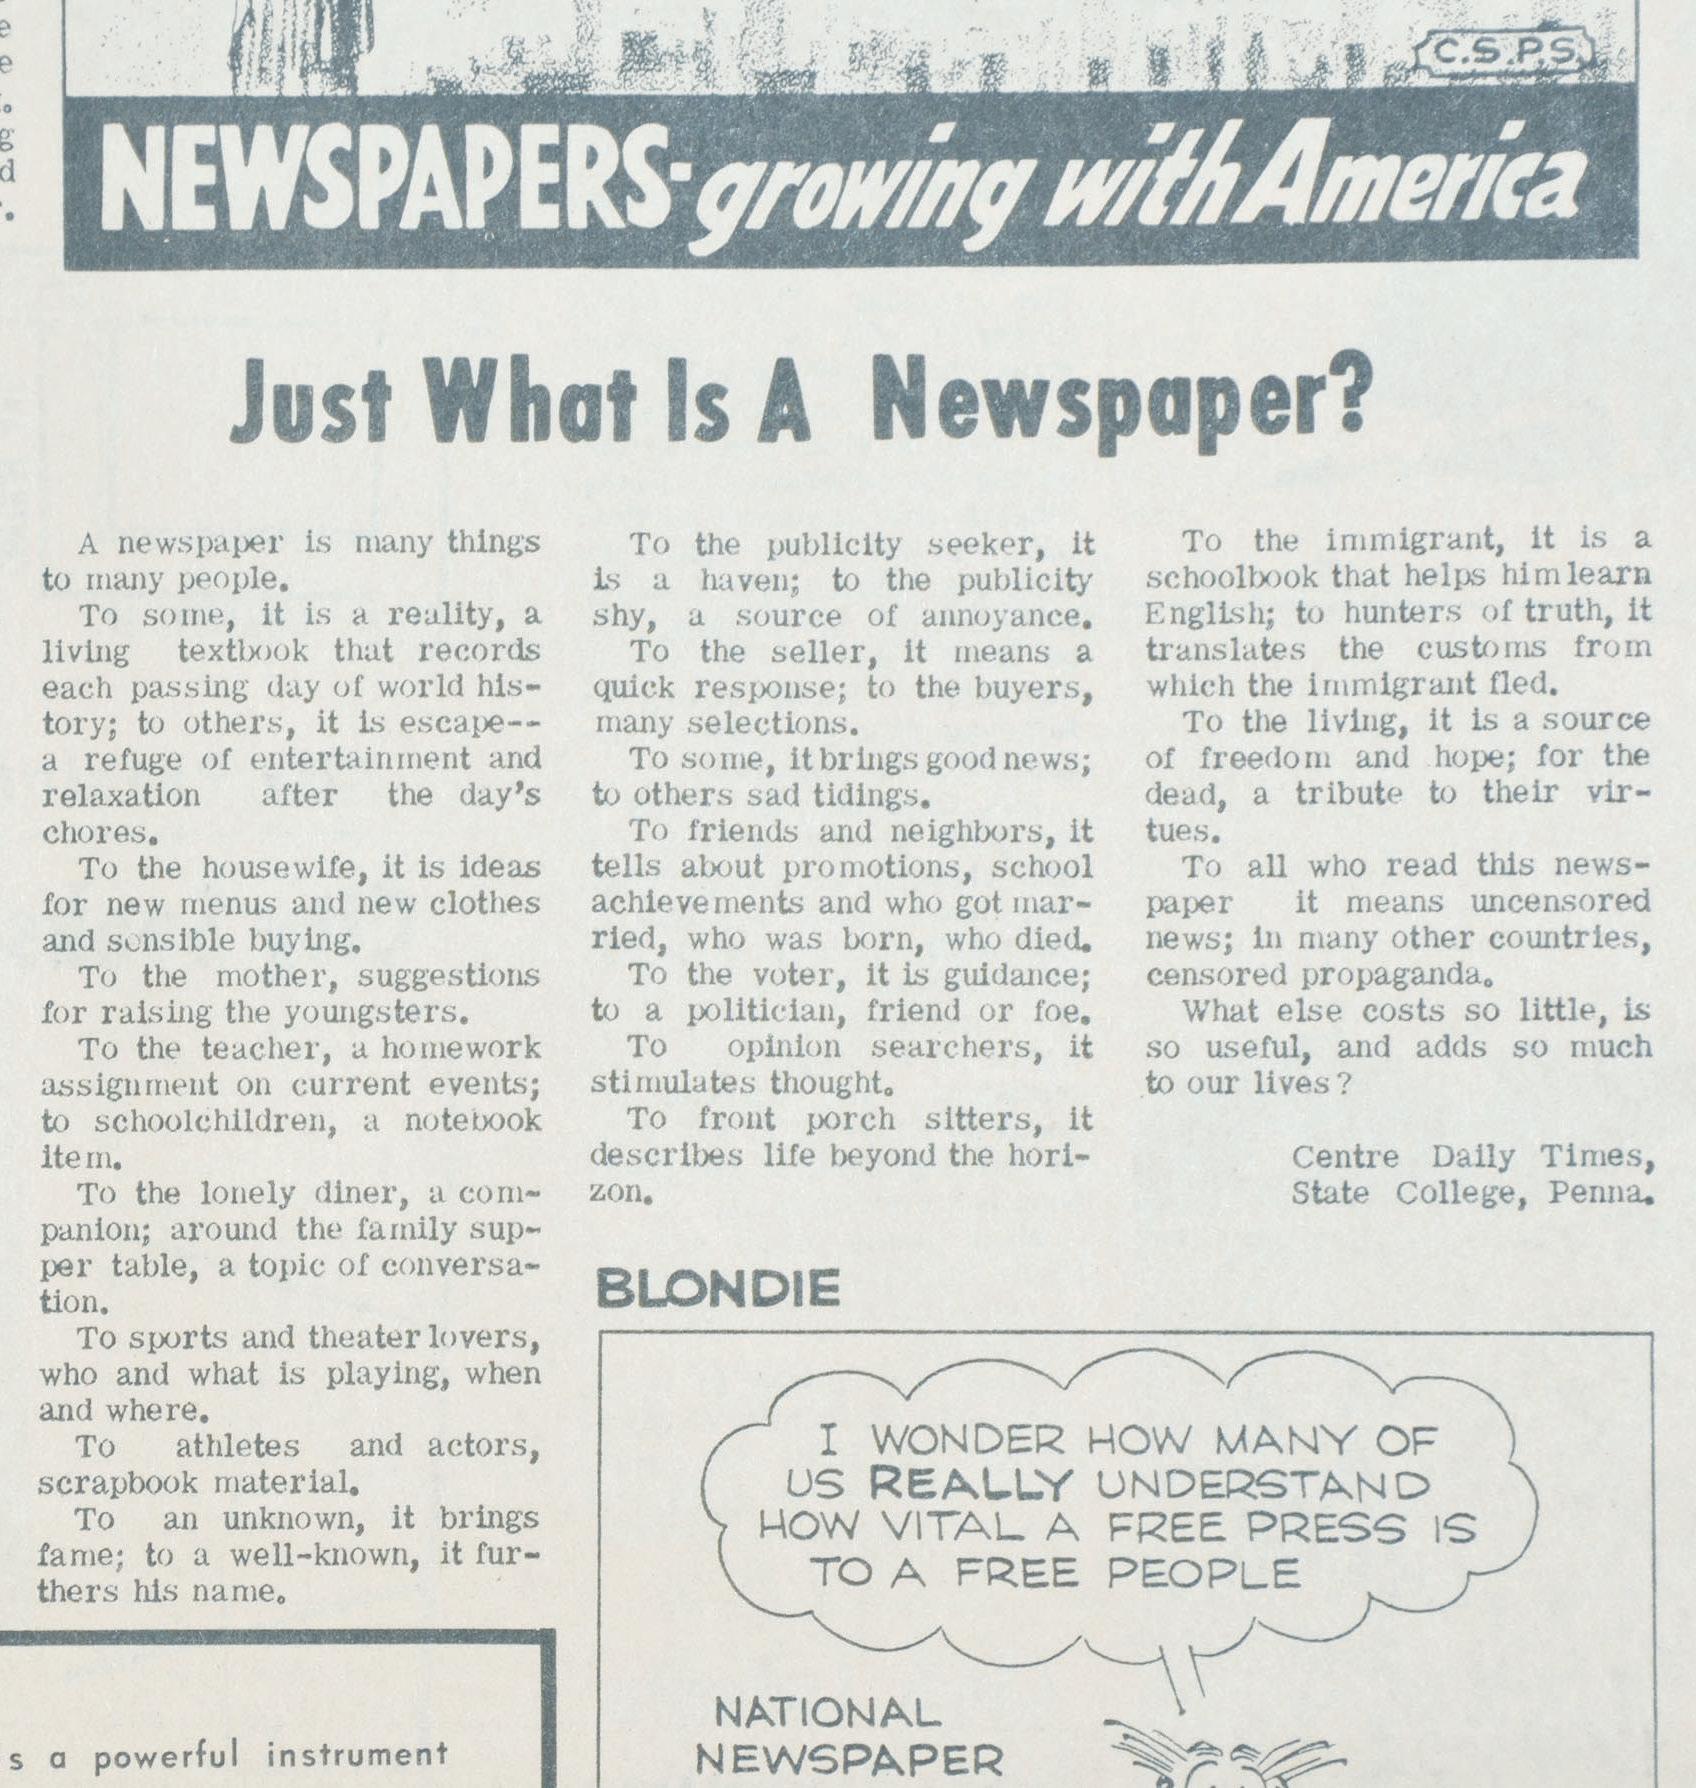 C.S.P.S.
NEWSPAPERS-growing with America
Just What Is A Newspaper?
A newspaper is many things
to many people.
To some, it is a reality, a
living textbook that records
each passing day of world his-
tory; to others, it is escape--
a refuge of entertainment and
relaxation after the day's
chores.
To the housewife, it is ideas
for new menus and new clothes
and sensible buying.
To the mother, suggestions
for raising the youngsters.
To the teacher, a homework
assignment on current events;
to schoolchildren, a notebook
item.
To the lonely diner, a com-
panion; around the family sup-
per table, a topic of conversa-
tion.
To sports and theater lovers,
who and what is playing, when
and where.
To athletes and actors,
scrapbook material.
To an unknown, it brings
fame; to a well-known, it fur-
thers his name.
To the publicity seeker, it
is a haven; to the publicity
shy, a source of annoyance.
To the seller, it means a
quick response; to the buyers,
many selections.
To some, it brings good news;
to others sad tidings.
To friends and neighbors, it
tells about promotions, school
achievements and who got mar-
ried, who was born, who died.
To the voter, it is guidance;
to a politician, friend or foe.
To opinion searchers, it
stimulates thought.
To front porch sitters, it
describes life beyond the hori-
zon.
To the immigrant, it is a
schoolbook that helps him learn
English; to hunters of truth, it
translates the customs from
which the immigrant fled.
To the living, it is a source
of freedom and hope; for the
dead, a tribute to their vir-
tues.
To all who read this news-
paper it means uncensored
news; in many other countries,
censored propaganda.
What else costs so little, is
so useful, and adds so much
to our lives?
Centre Daily Times,
State College, Penna.
BLONDIE
I WONDER HOW MANY OF
US REALLY UNDERSTAND
HOW VITAL A FREE PRESS IS
TO A FREE PEOPLE
NATIONAL
NEWSPAPER
s a powerful instrument